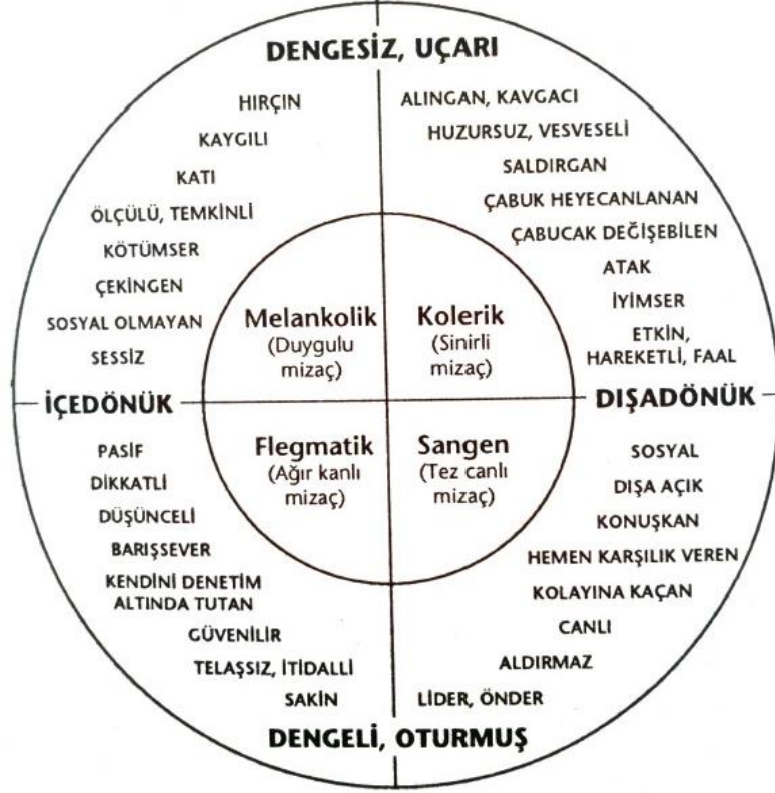 DENGESİZ, UÇARI
HIRÇIN
KAYGILI
KATI
ÖLÇÜLÜ, TEMKİNLİ
KÖTÜMSER
ÇEKİNGEN
SOSYAL OLMAYAN
SESSİZ
ALINGAN, KAVGACI
HUZURSUZ, VESVESELİ
SALDIRGAN
ÇABUK HEYECANLANAN
ÇABUCAK DEĞİŞEBİLEN
ATAK
İYİMSER
ETKİN,
HAREKETLİ, FAAL
Melankolik
(Duygulu
mizaç)
Kolerik
(Sinirli
mizaç)
İÇEDÖNÜK
DIŞADÖNÜK
Flegmatik
(Ağır kanlı
mizaç)
Sangen
(Tez canlı
mizaç)
PASİF
DİKKATLİ
DÜŞÜNCELİ
BARIŞSEVER
KENDİNİ DENETİM
ALTINDA TUTAN
GÜVENİLİR
TELAŞSIZ, İTİDALLİ
SAKİN
SOSYAL
DIŞA AÇIK
KONUŞKAN
HEMEN KARŞILIK VEREN
KOLAYINA KAÇAN
CANLI
ALDIRMAZ
LİDER, ÖNDER
DENGELİ, OTURMUŞ